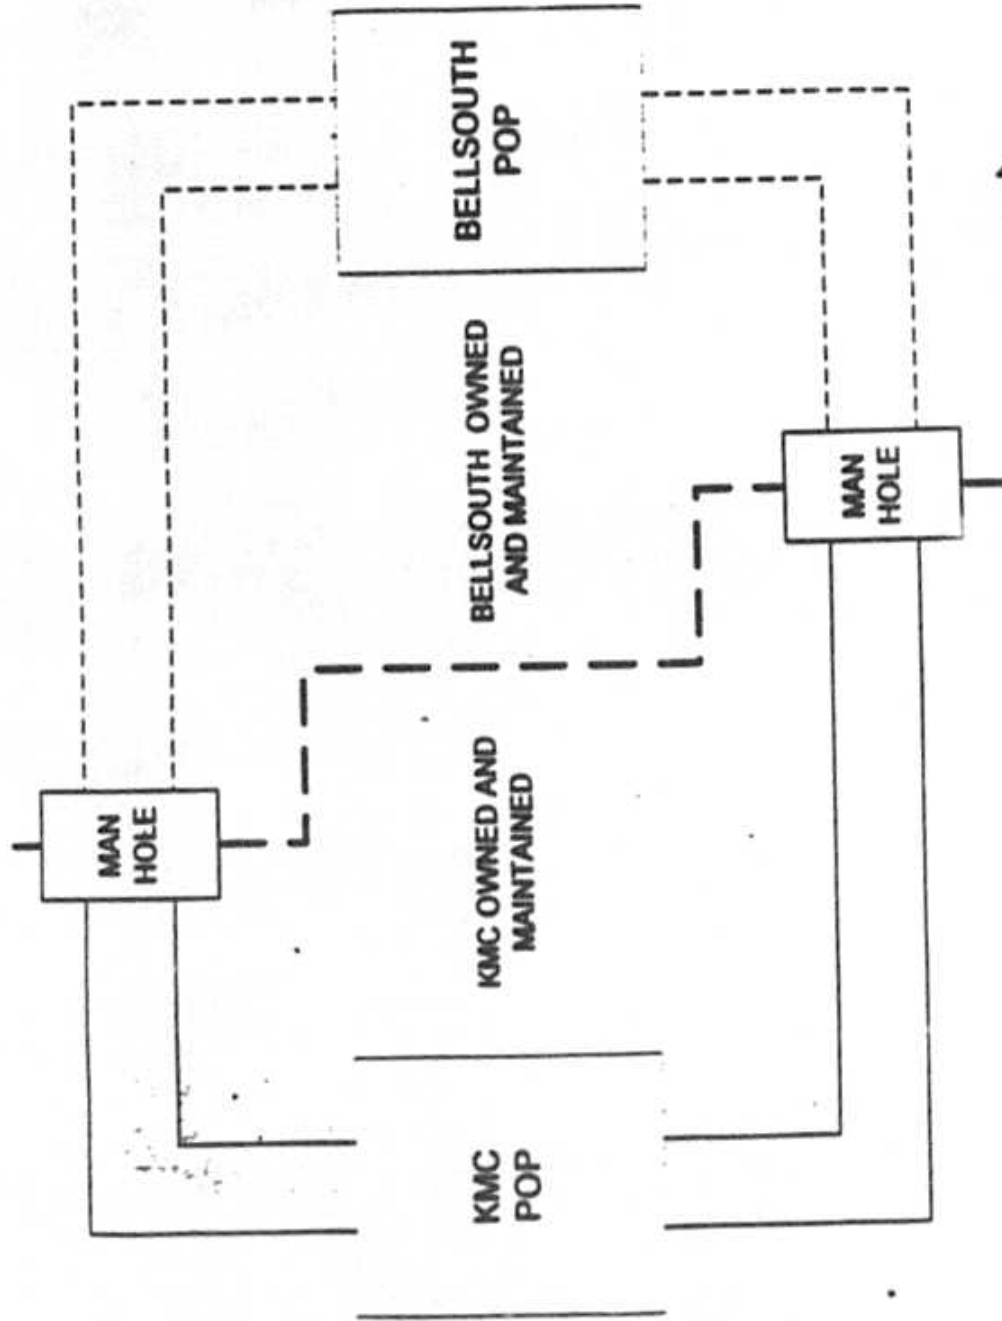 MAN
HOLE
BELLSOUTH
POP
KMC OWNED AND
MAINTAINED
BELLSOUTH OWNED
AND MAINTAINED
KMC
POP
MAN
HOLE